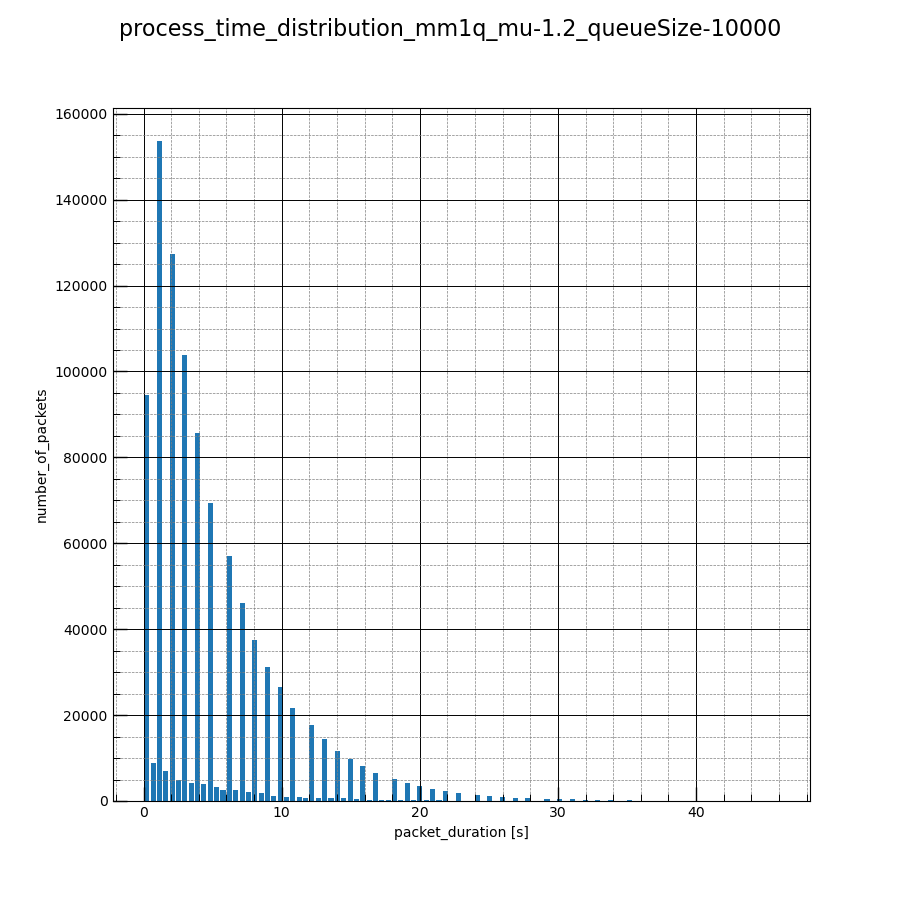 process_time_distribution_mm1q_mu-1.2_queueSize-10000
160000
140000
120000
100000
80000
60000
40000
20000
0
number_of_packets
0 10 20 30 40
packet_duration [s]